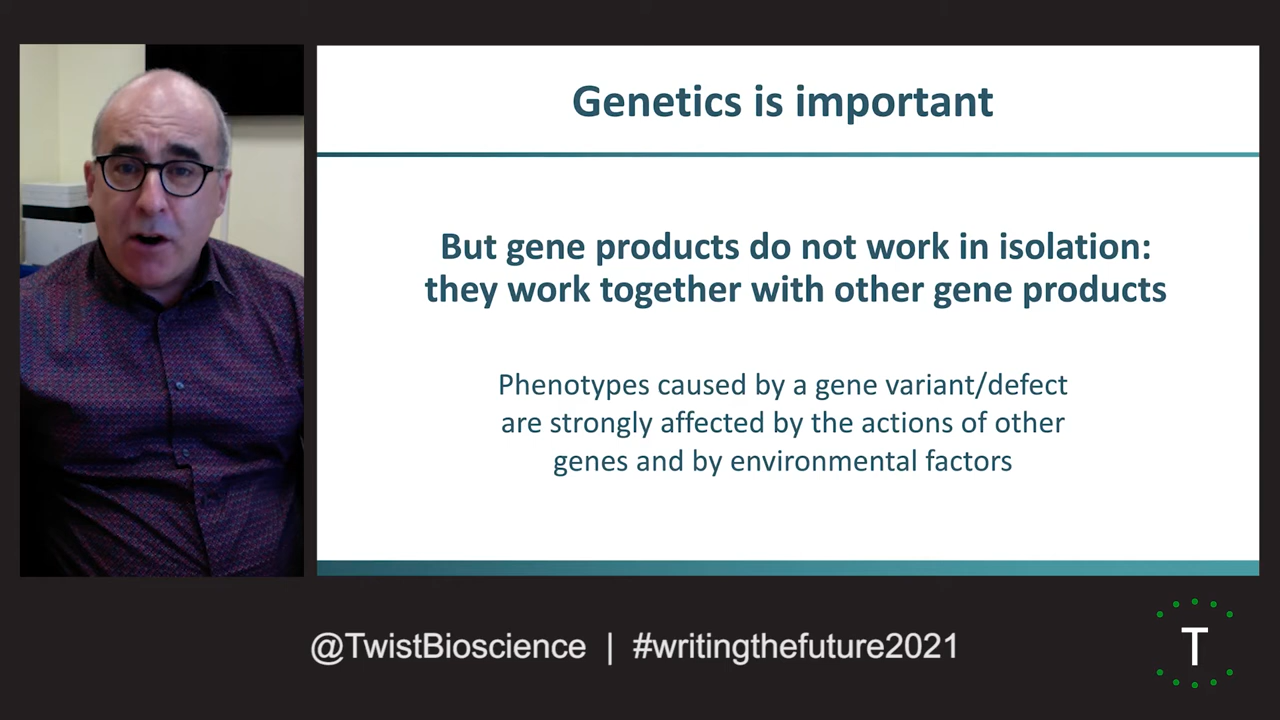 Genetics is important
But gene products do not work in isolation:
they work together with other gene products
Phenotypes caused by a gene variant/defect
are strongly affected by the actions of other
genes and by environmental factors
@TwistBioscience | #writingthefuture2021
T